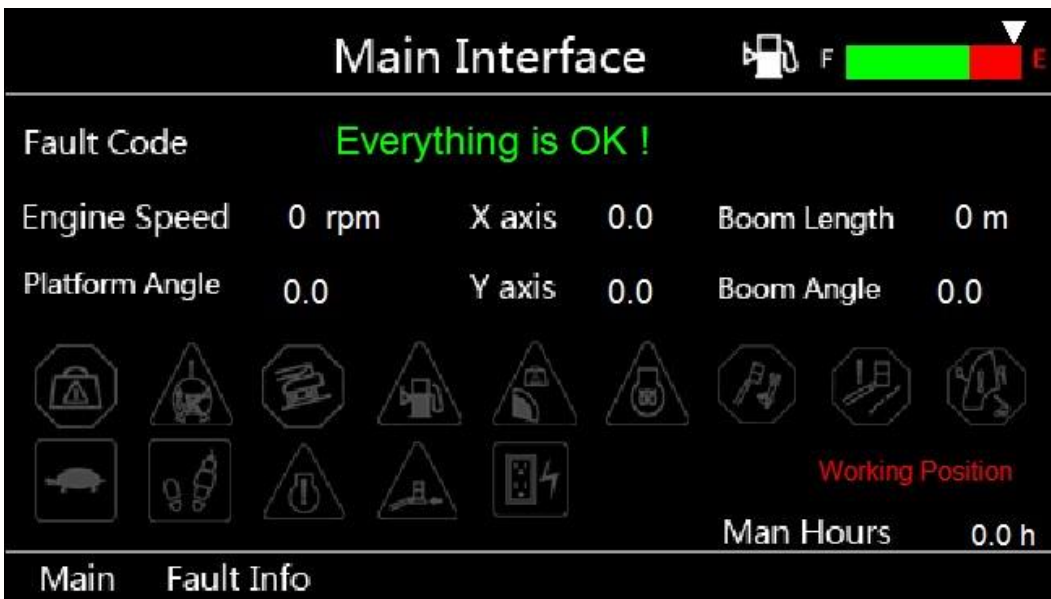 Main Interface F E
Fault Code Everything is OK !
Engine Speed 0 rpm X axis 0.0 Boom Length 0 m
Platform Angle 0.0 Y axis 0.0 Boom Angle 0.0
Working Position
Man Hours 0.0 h
Main Fault Info